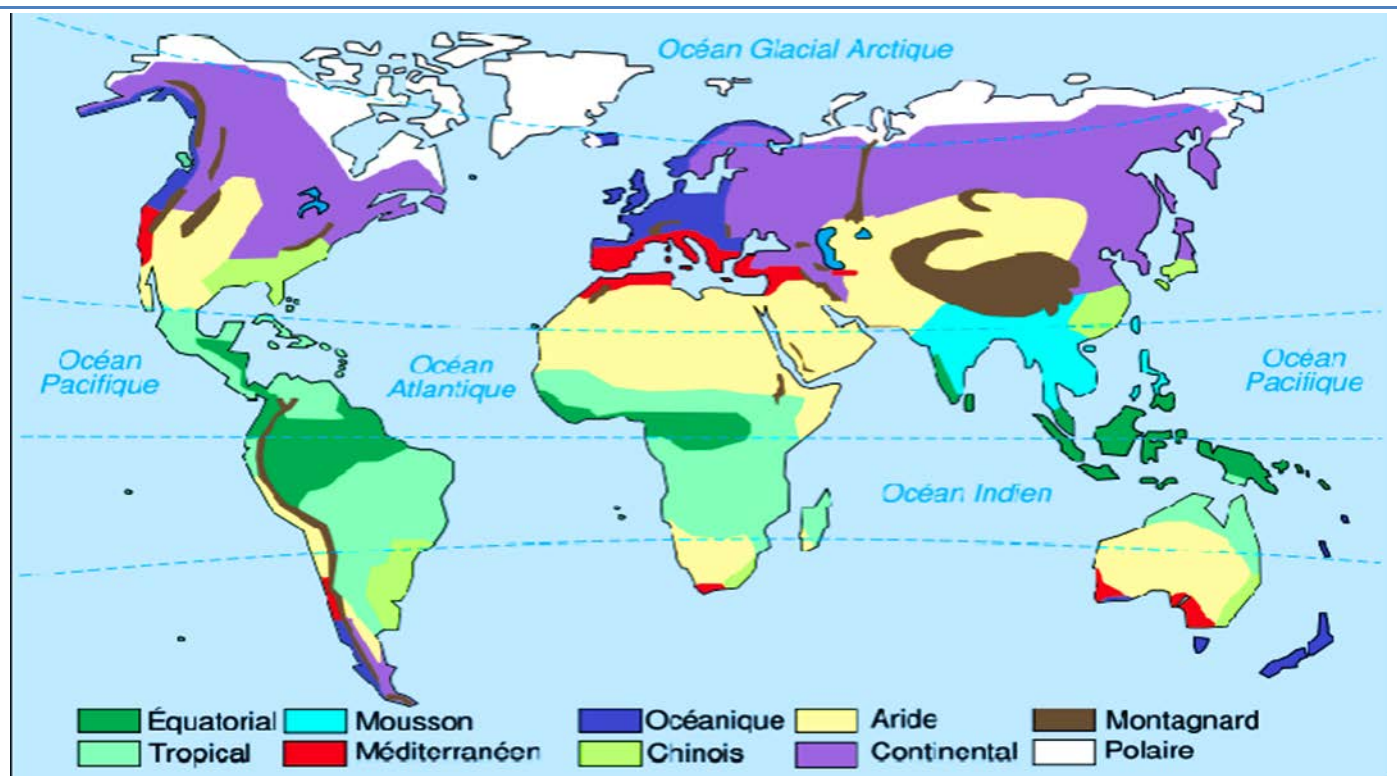 Océan Glacial Arctique
Océan
Pacifique
Océan
Atlantique
Océan
Pacifique
Océan Indien
Équatorial
Mousson
Océanique
Aride
Montagnard
Tropical
Méditerranéen
Chinois
Continental
Polaire